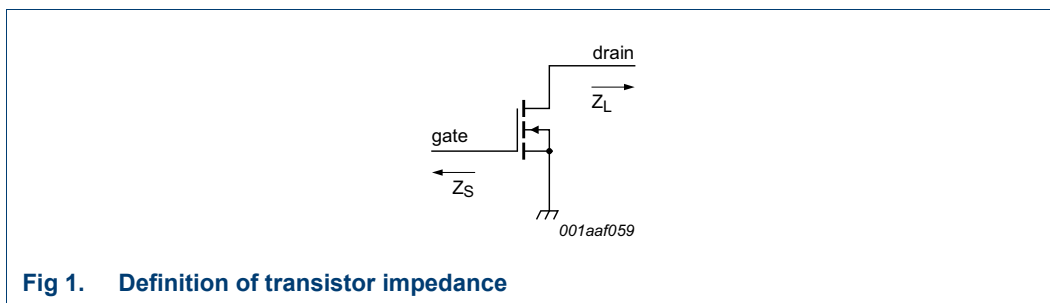 drain
Z_L
gate
Z_S
001aaf059
Fig 1. Definition of transistor impedance